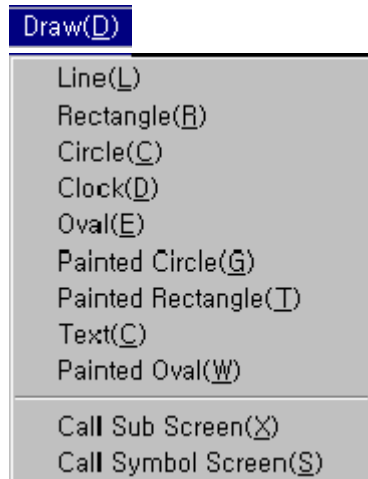 Draw(D)
Line(L)
Rectangle(R)
Circle(C)
Clock(D)
Oval(E)
Painted Circle(G)
Painted Rectangle(T)
Text(C)
Painted Oval(W)
Call Sub Screen(X)
Call Symbol Screen(S)